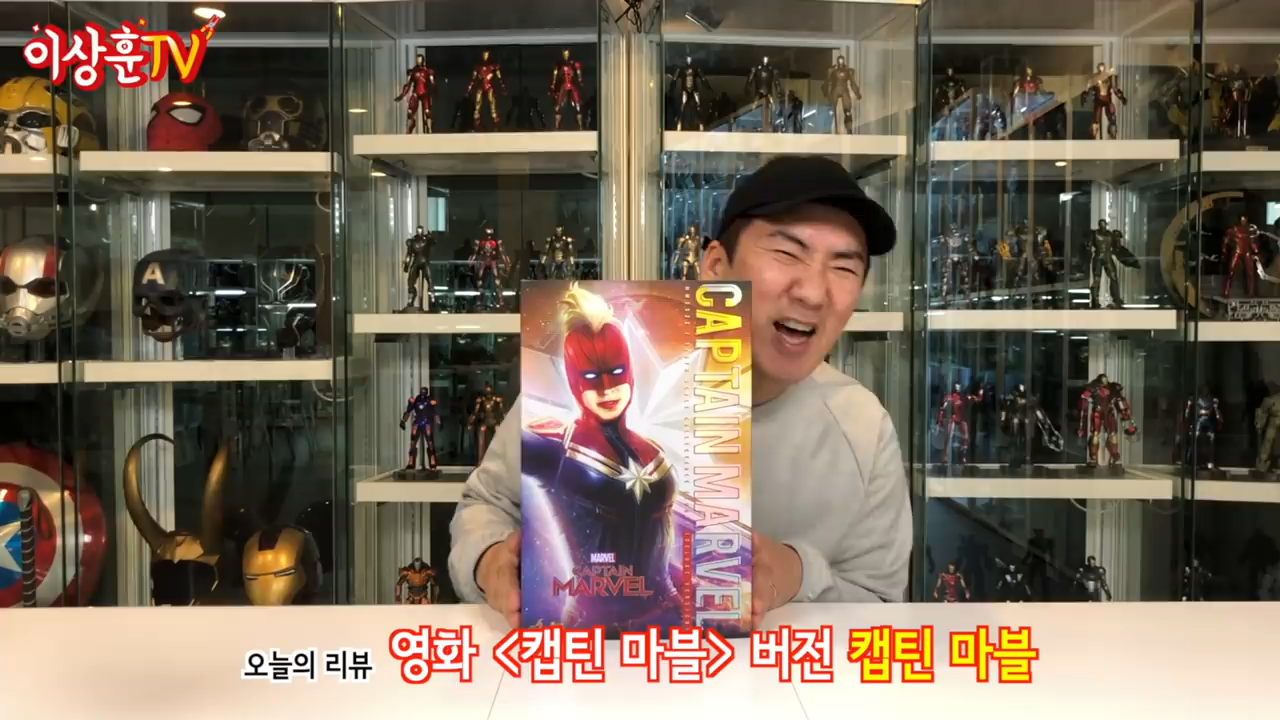 이상훈TV
A
CAPTAIN MARVEL
MARVEL
CAPTAIN
MARVEL
오늘의 리뷰 영화 <캡틴 마블> 버전 캡틴 마블